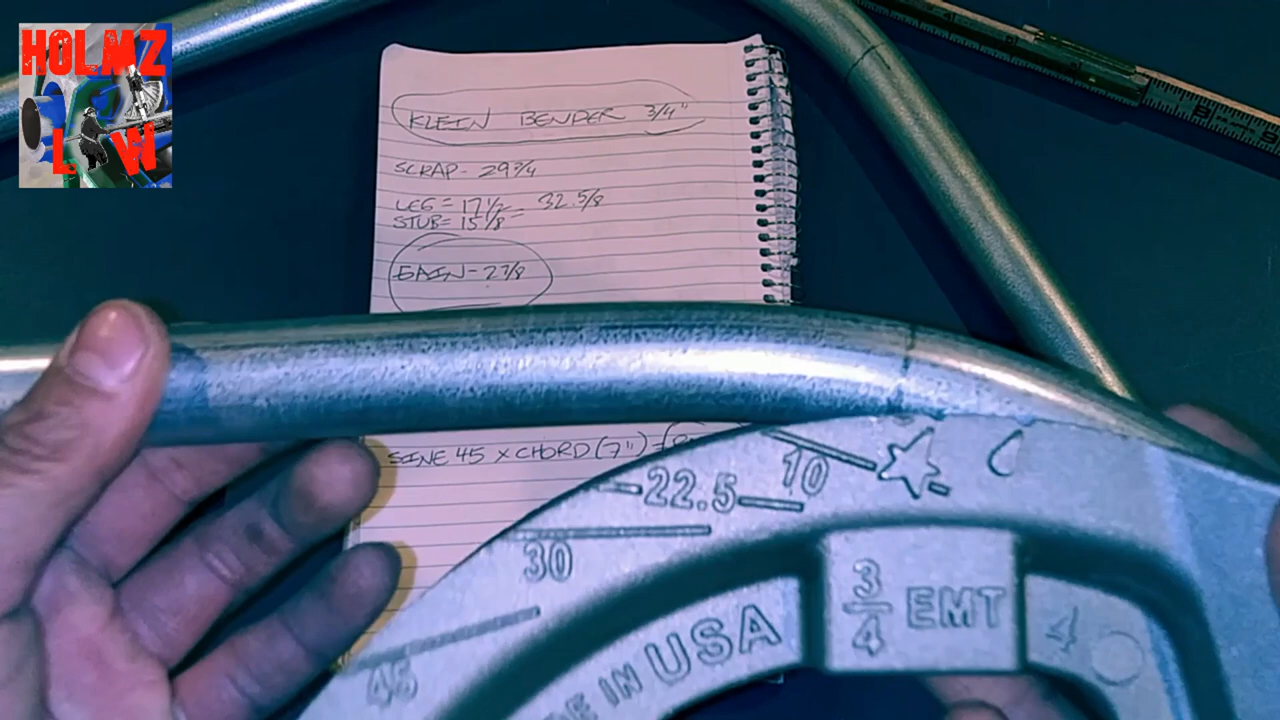 HOLMZ
LAW
KLEIN BENDER 3/4"
SCRAP- 29 3/4
LEG = 17 1/2 = 32.5/8
STUB= 15 1/8
GAIN - 2 7/8
SINE 45 x CHORD (7") =
10
22.5
30
45
3/4 EMT
IN USA